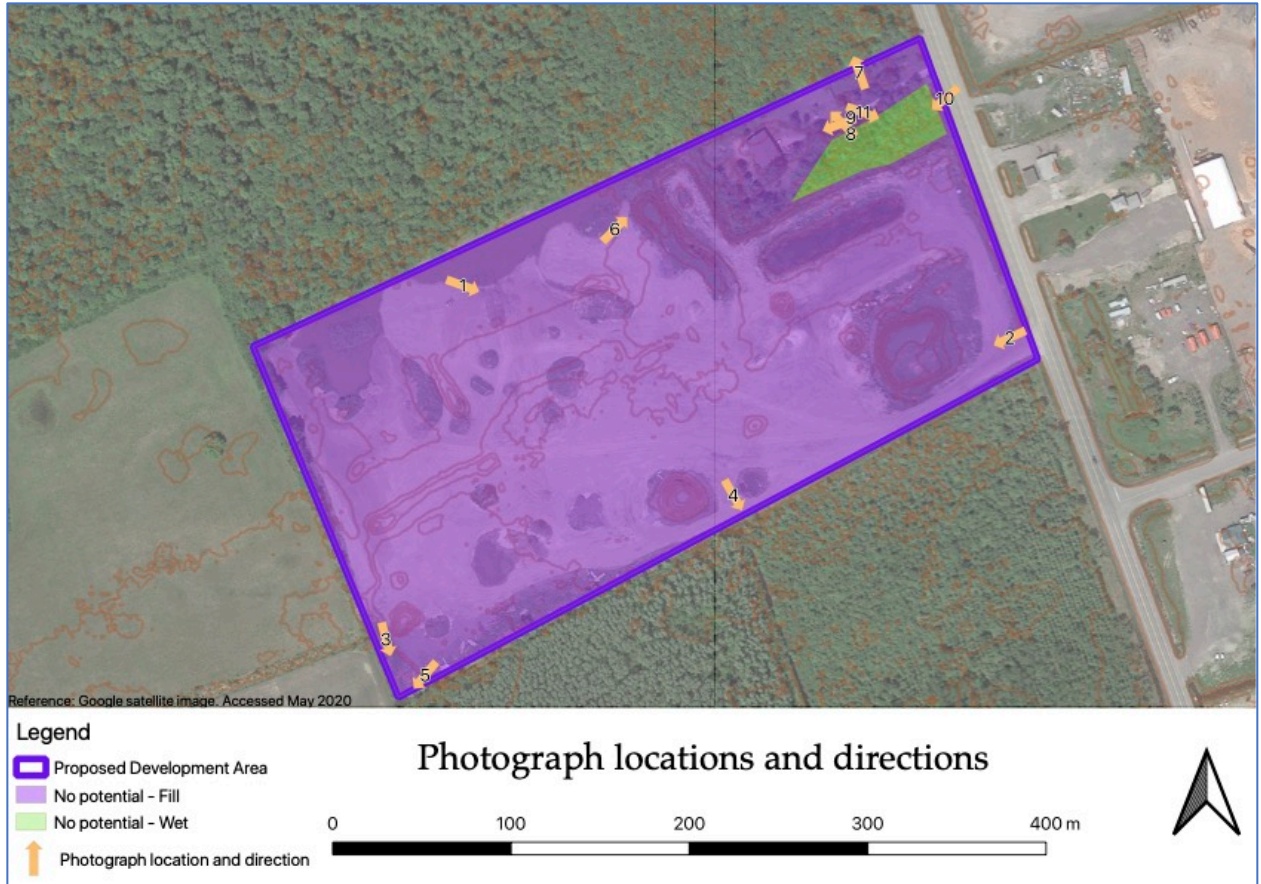 7
10
9 11
8
6
1
2
4
3
5
Reference: Google satellite image. Accessed May 2020
Legend
Proposed Development Area
No potential - Fill
No potential - Wet
Photograph location and direction
Photograph locations and directions
0 100 200 300 400 m